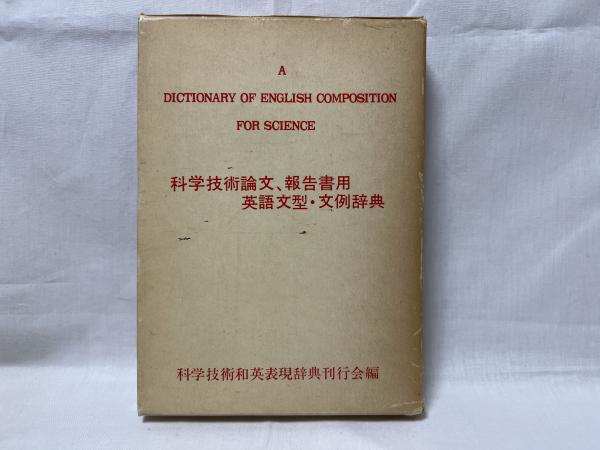 A
DICTIONARY OF ENGLISH COMPOSITION
FOR SCIENCE
科学技術論文、報告書用
英語文型・文例辞典
科学技術和英表現辞典刊行会編